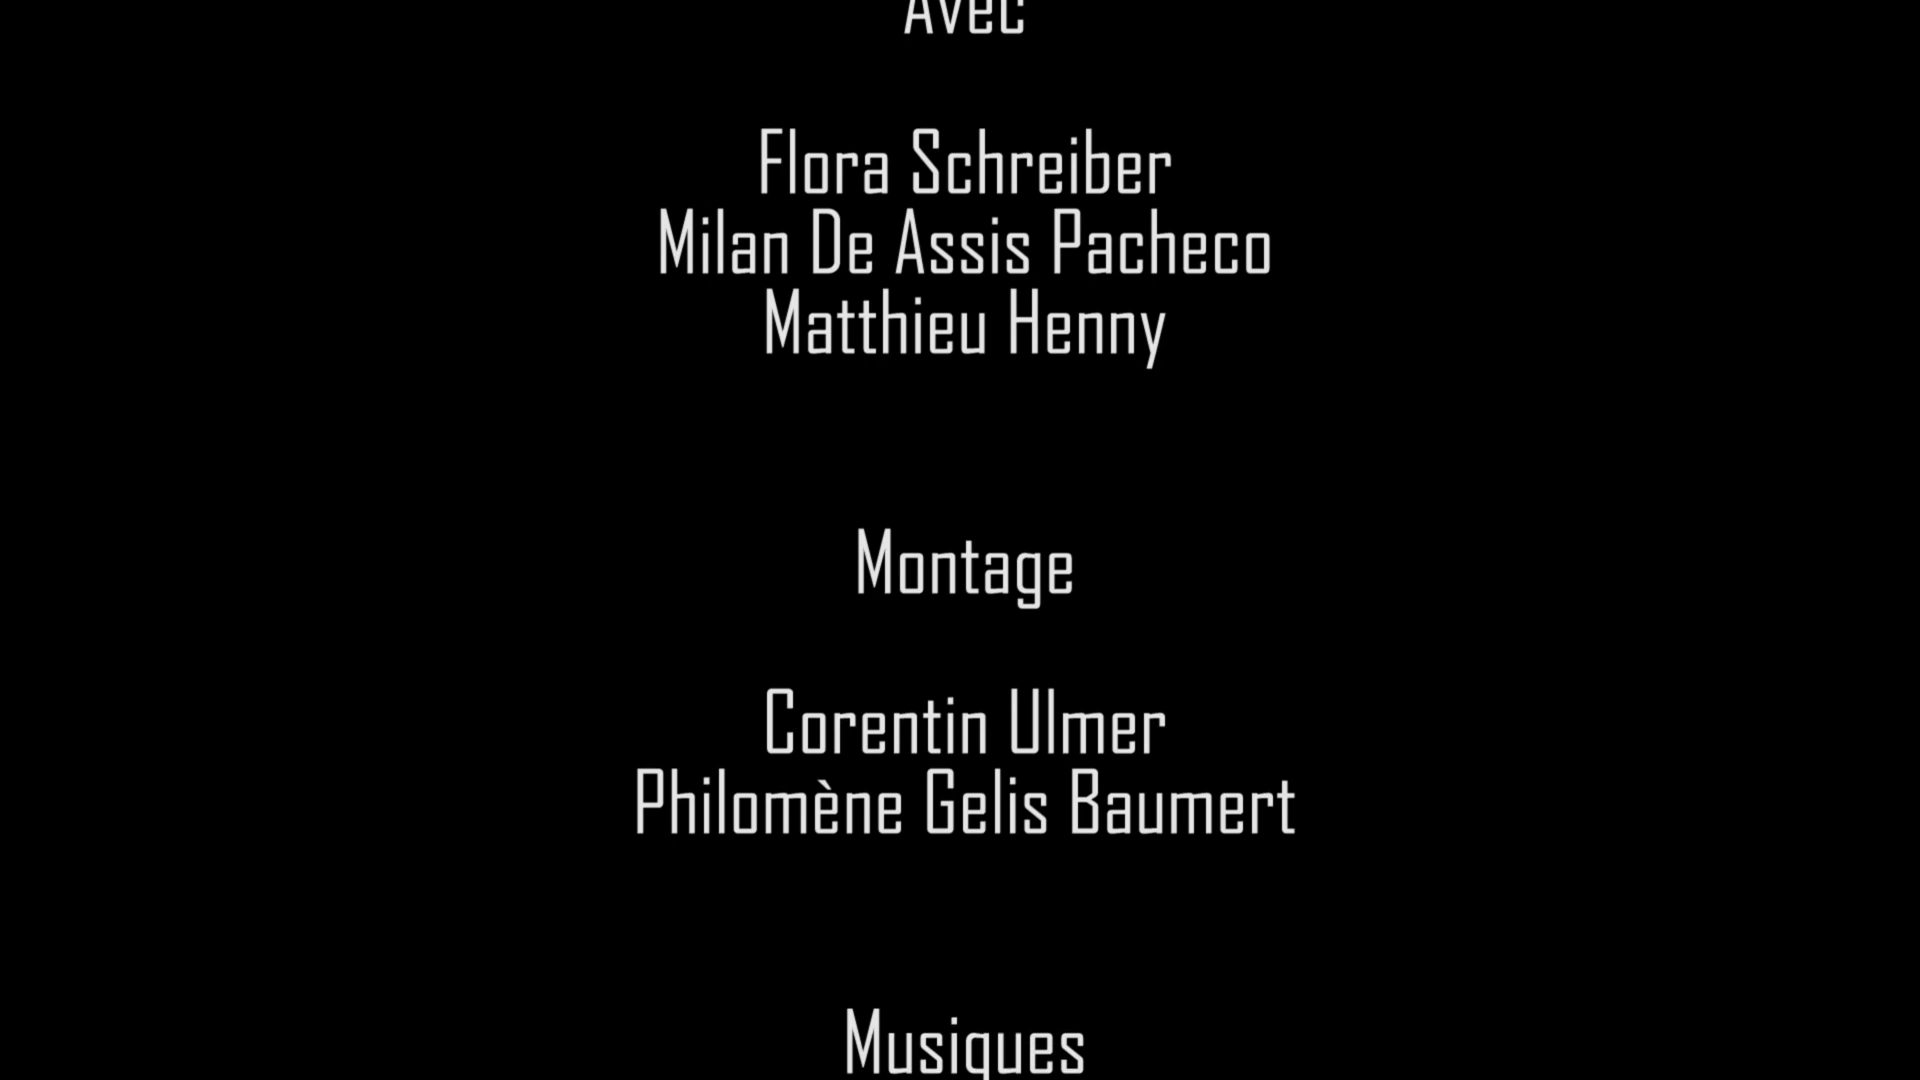 Avec
Flora Schreiber
Milan De Assis Pacheco
Matthieu Henny
Montage
Corentin Ulmer
Philomène Gelis Baumert
Musiques